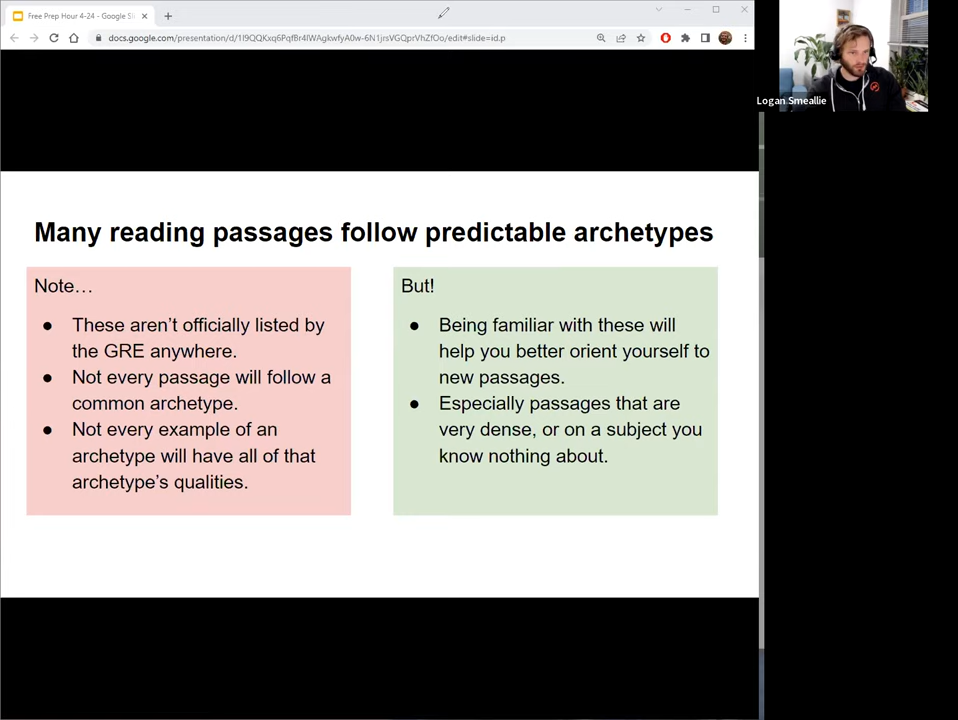 Free Prep Hour 4-24 - Google Sl
docs.google.com/presentation/d/1I9QQKxq6PqfBr4lWAgkwfyA0w-6N1jrsVGQprVhZfOo/edit#slide=id.p
Logan Smeallie
Many reading passages follow predictable archetypes
Note…
● These aren’t officially listed by
the GRE anywhere.
● Not every passage will follow a
common archetype.
● Not every example of an
archetype will have all of that
archetype’s qualities.
But!
● Being familiar with these will
help you better orient yourself to
new passages.
● Especially passages that are
very dense, or on a subject you
know nothing about.